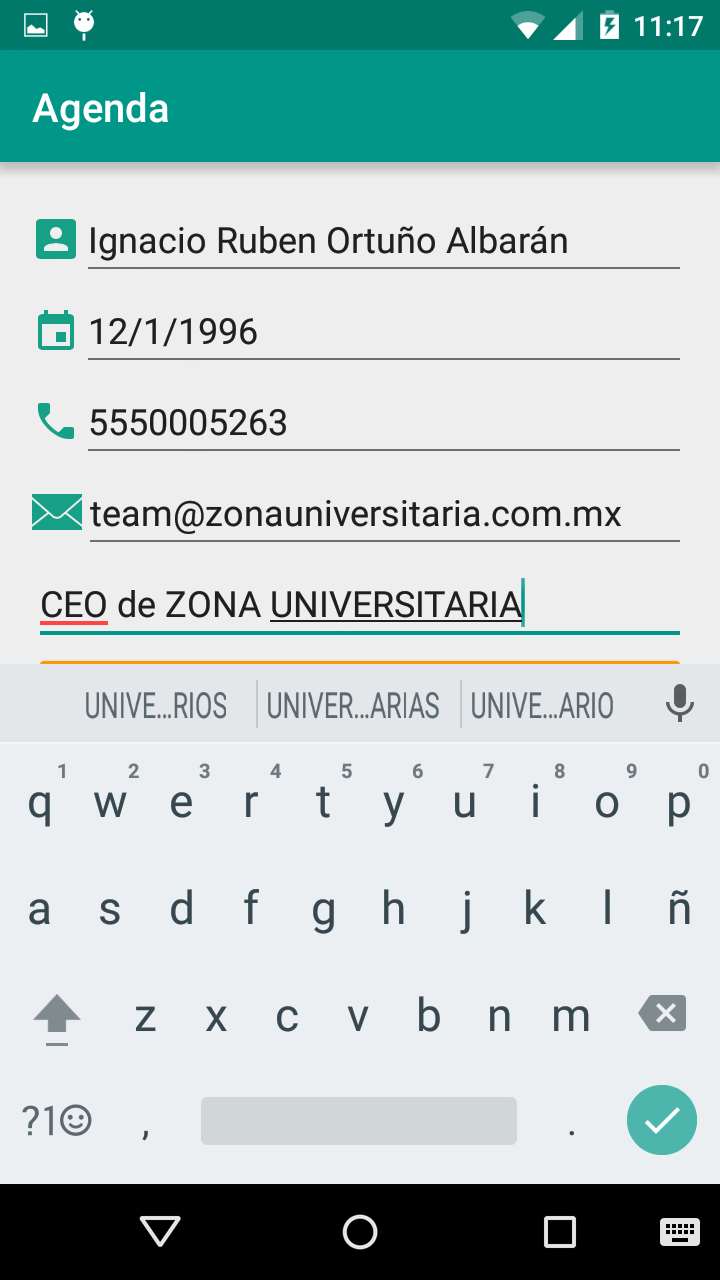 11:17
Agenda
Ignacio Ruben Ortuño Albarán
12/1/1996
5550005263
team@zonauniversitaria.com.mx
CEO de ZONA UNIVERSITARIA
UNIVE...RIOS UNIVER...ARIAS UNIVE...ARIO
1 2 3 4 5 6 7 8 9 0
q w e r t y u i o p
a s d f g h j k l ñ
z x c v b n m
?1☺ , .